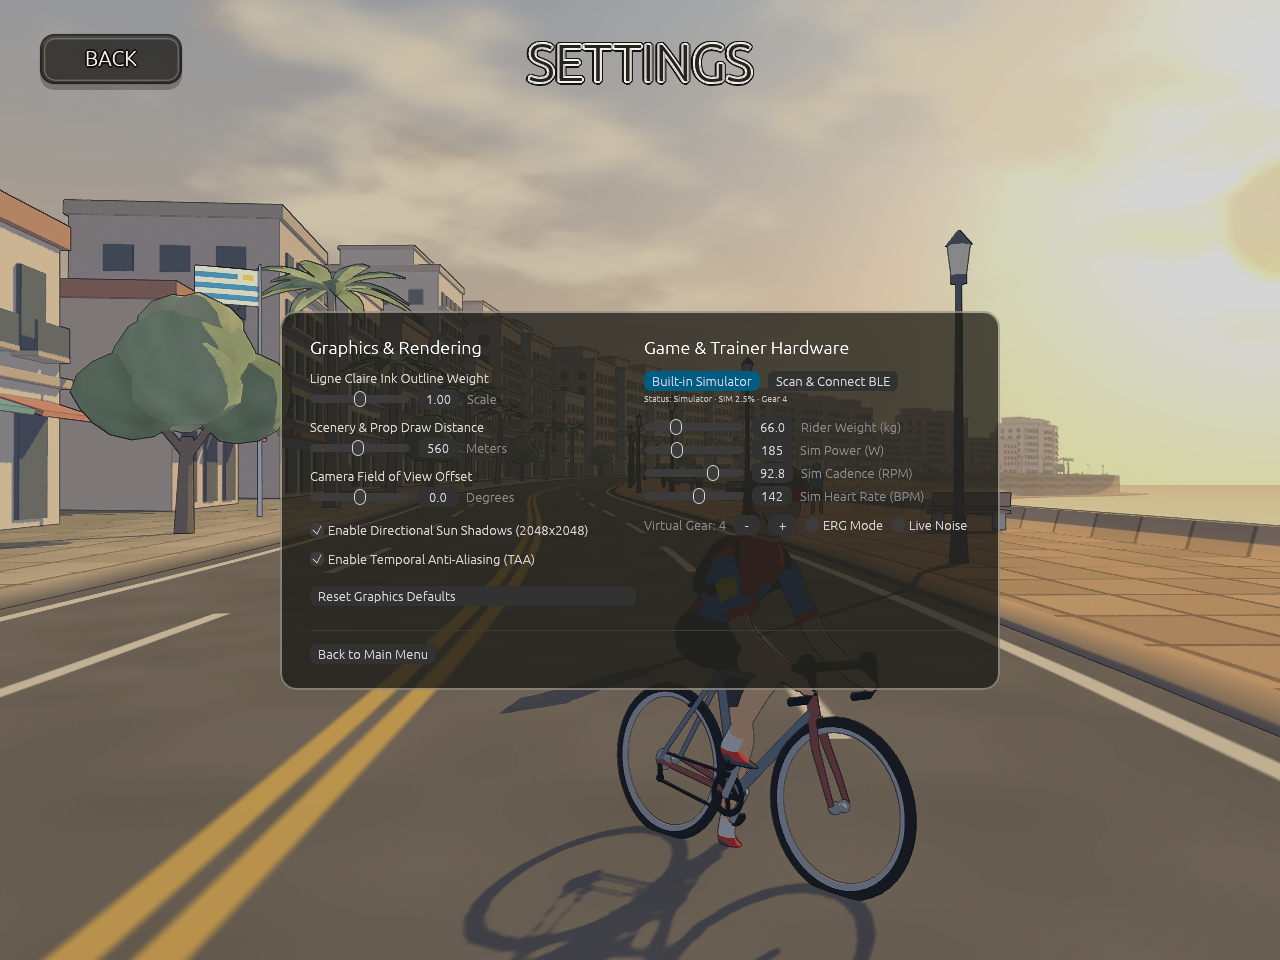 BACK
SETTINGS
Graphics & Rendering
Ligne Claire Ink Outline Weight
1.00 Scale
Scenery & Prop Draw Distance
560 Meters
Camera Field of View Offset
0.0 Degrees
Enable Directional Sun Shadows (2048x2048)
Enable Temporal Anti-Aliasing (TAA)
Reset Graphics Defaults
Game & Trainer Hardware
Built-in Simulator Scan & Connect BLE
Status: Simulator · SIM 2.5% · Gear 4
66.0 Rider Weight (kg)
185 Sim Power (W)
92.8 Sim Cadence (RPM)
142 Sim Heart Rate (BPM)
Virtual Gear: 4 - + ERG Mode Live Noise
Back to Main Menu